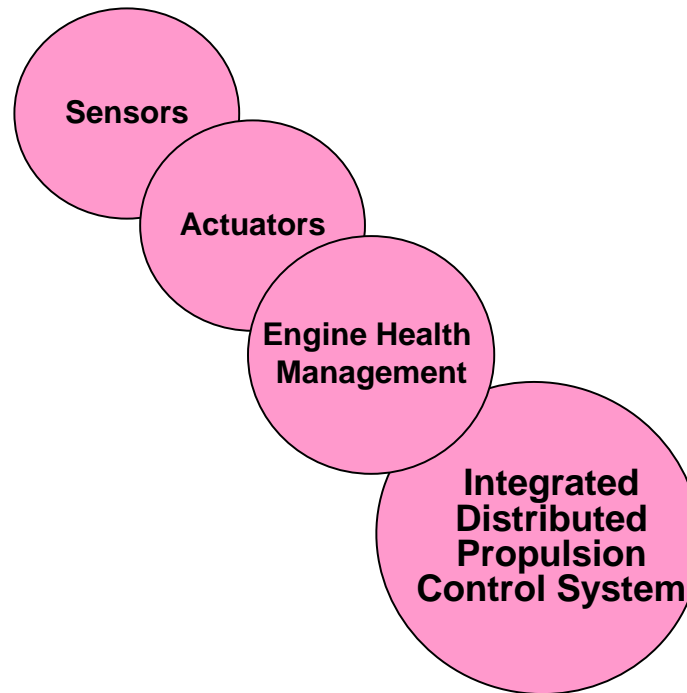 Sensors
Actuators
Engine Health
Management
Integrated
Distributed
Propulsion
Control System